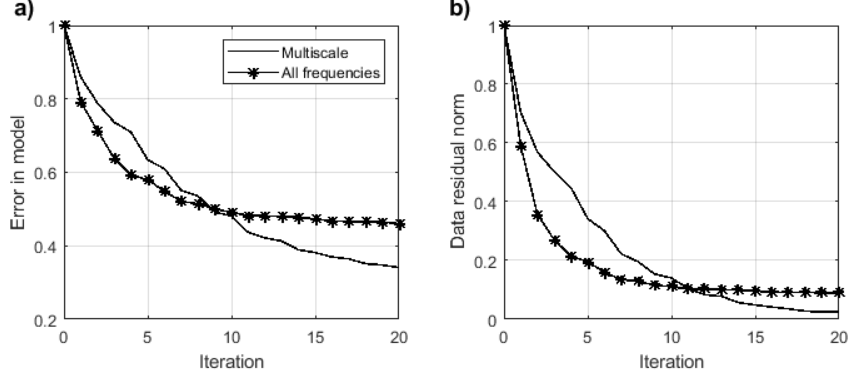 a)
1
0.8
0.6
0.4
0.2
0
5
10
15
20
Error in model
Iteration
Multiscale
All frequencies
b)
1
0.8
0.6
0.4
0.2
0
0
5
10
15
20
Data residual norm
Iteration